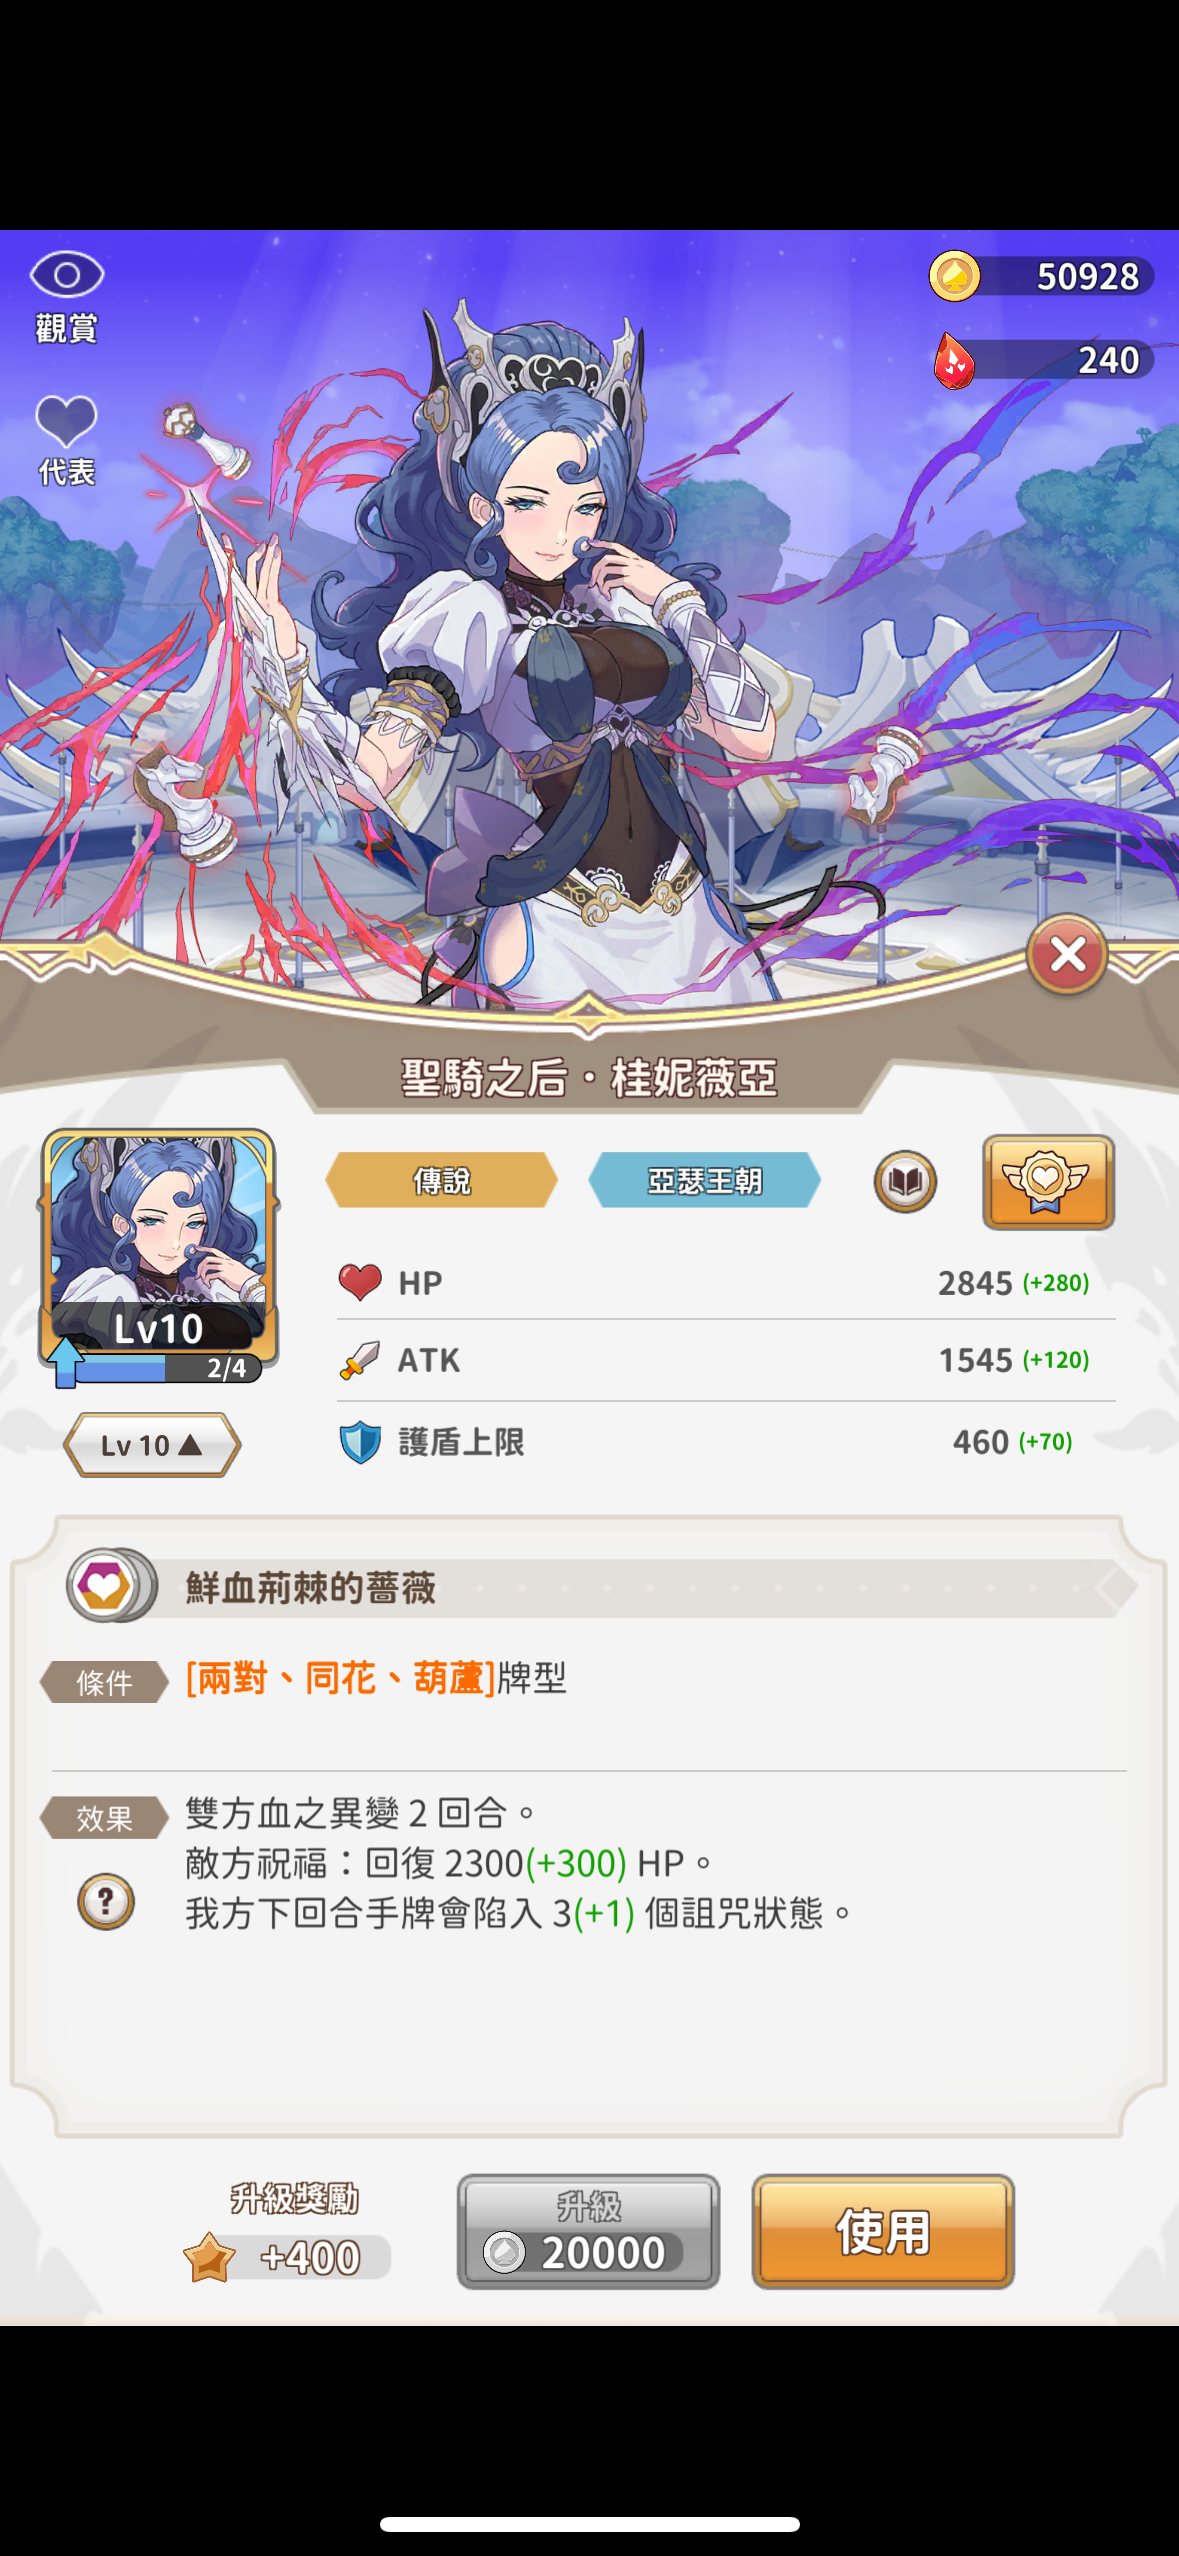 觀賞
50928
240
代表
聖騎之后·桂妮薇亞
傳說
亞瑟王朝
HP
2845 (+280)
Lv10
2/4
ATK
1545 (+120)
Lv 10 ▲
護盾上限
460 (+70)
鮮血荊棘的薔薇
條件
[兩對、同花、葫蘆]牌型
效果
雙方血之異變 2 回合。
敵方祝福：回復 2300(+300) HP。
?
我方下回合手牌會陷入 3(+1) 個詛咒狀態。
升級獎勵
+400
升級
20000
使用